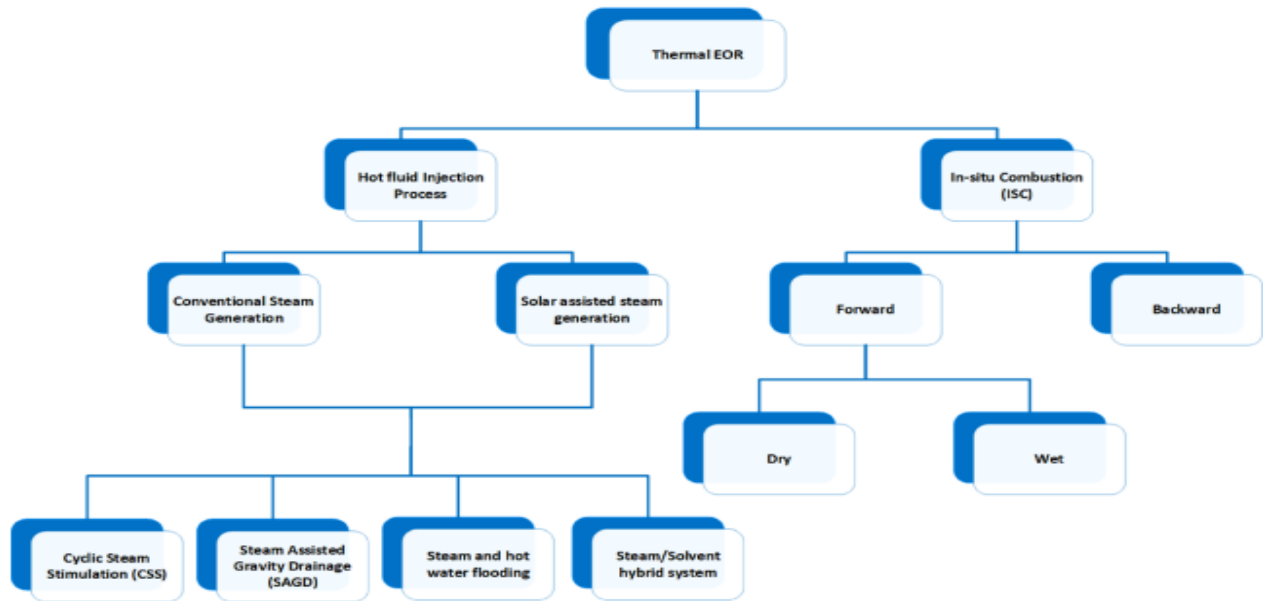 Thermal EOR
Hot fluid Injection
Process
In-situ Combustion
(ISC)
Conventional Steam
Generation
Solar assisted steam
generation
Forward
Backward
Dry
Wet
Cyclic Steam
Stimulation (CSS)
Steam Assisted
Gravity Drainage
(SAGD)
Steam and hot
water flooding
Steam/Solvent
hybrid system